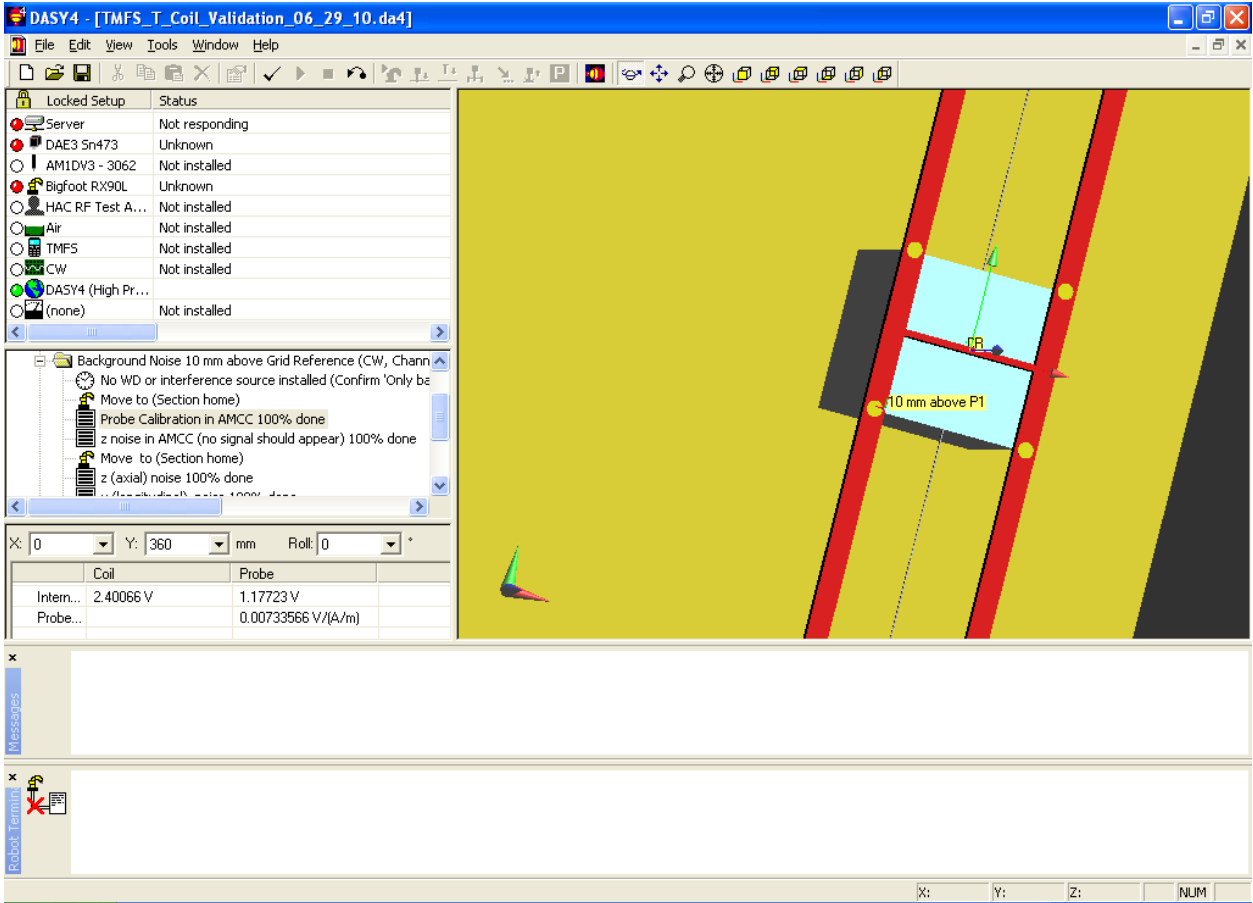 DASY4 - [TMFS_T_Coil_Validation_06_29_10.da4]
File Edit View Tools Window Help
Locked Setup Status
Server Not responding
DAE3 Sn473 Unknown
AM1DV3 - 3062 Not installed
Bigfoot RX90L Unknown
HAC RF Test A... Not installed
Air Not installed
TMFS Not installed
CW Not installed
DASY4 (High Pr...
(none) Not installed
Background Noise 10 mm above Grid Reference (CW, Chann
No WD or interference source installed (Confirm 'Only ba
Move to (Section home)
Probe Calibration in AMCC 100% done
z noise in AMCC (no signal should appear) 100% done
Move to (Section home)
z (axial) noise 100% done
X: 0 Y: 360 mm Roll: 0 °
Coil Probe
Intern... 2.40066 V 1.17723 V
Probe... 0.00733566 V/(A/m)
10 mm above P1
Messages
Robot Termin
X: Y: Z: NUM